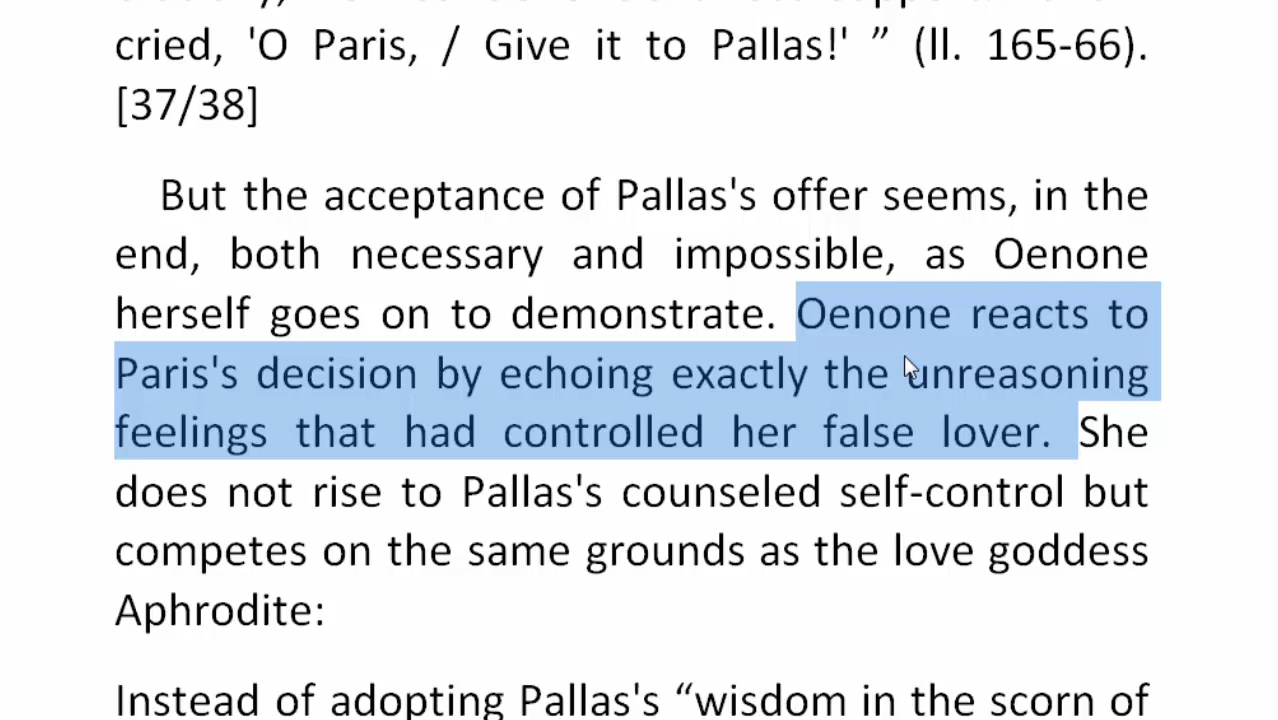 cried, 'O Paris, / Give it to Pallas!' ” (ll. 165-66).
[37/38]
But the acceptance of Pallas's offer seems, in the
end, both necessary and impossible, as Oenone
herself goes on to demonstrate. Oenone reacts to
Paris's decision by echoing exactly the unreasoning
feelings that had controlled her false lover. She
does not rise to Pallas's counseled self-control but
competes on the same grounds as the love goddess
Aphrodite:
Instead of adopting Pallas's “wisdom in the scorn of